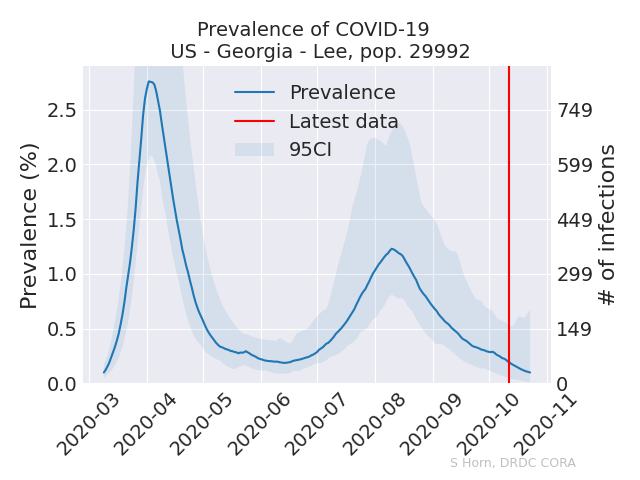 Prevalence of COVID-19
US - Georgia - Lee, pop. 29992
Prevalence
Latest data
95CI
Prevalence (%)
2.5
2.0
1.5
1.0
0.5
0.0
749
599
449
299
149
0
# of infections
2020-03
2020-04
2020-05
2020-06
2020-07
2020-08
2020-09
2020-10
2020-11
S Horn, DRDC CORA